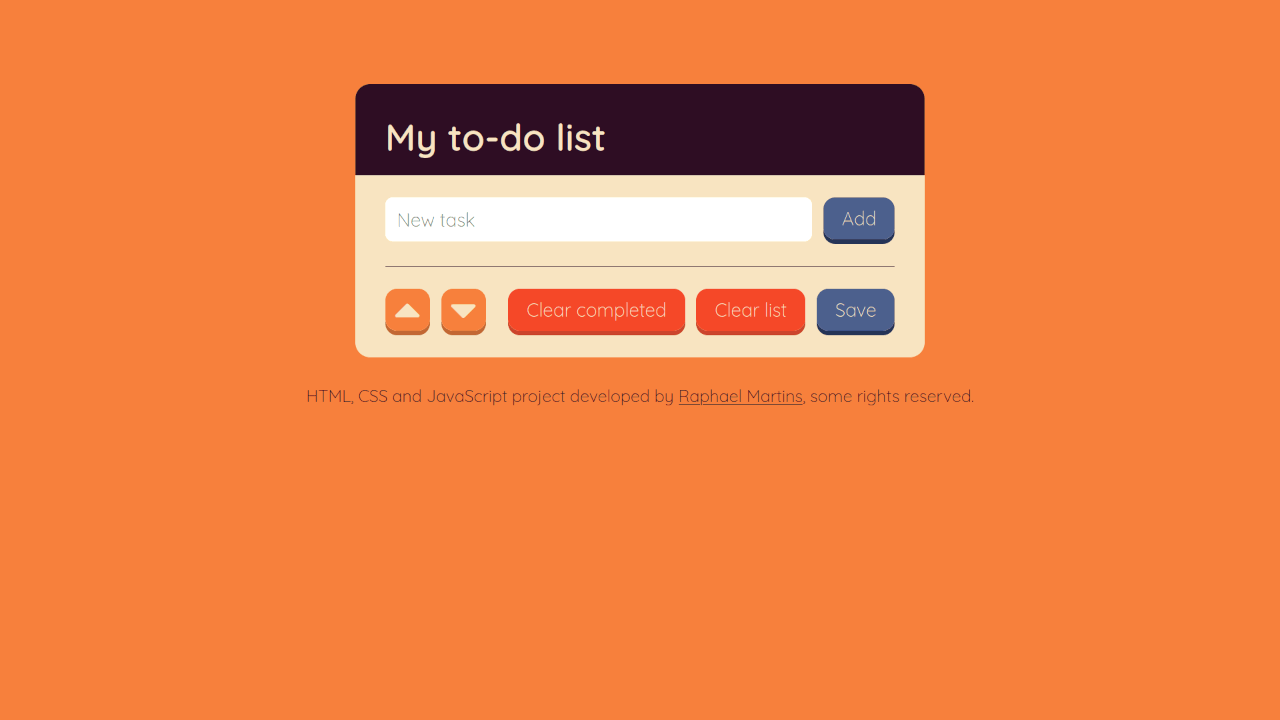 My to-do list
New task
Add
Clear completed
Clear list
Save
HTML, CSS and JavaScript project developed by Raphael Martins, some rights reserved.